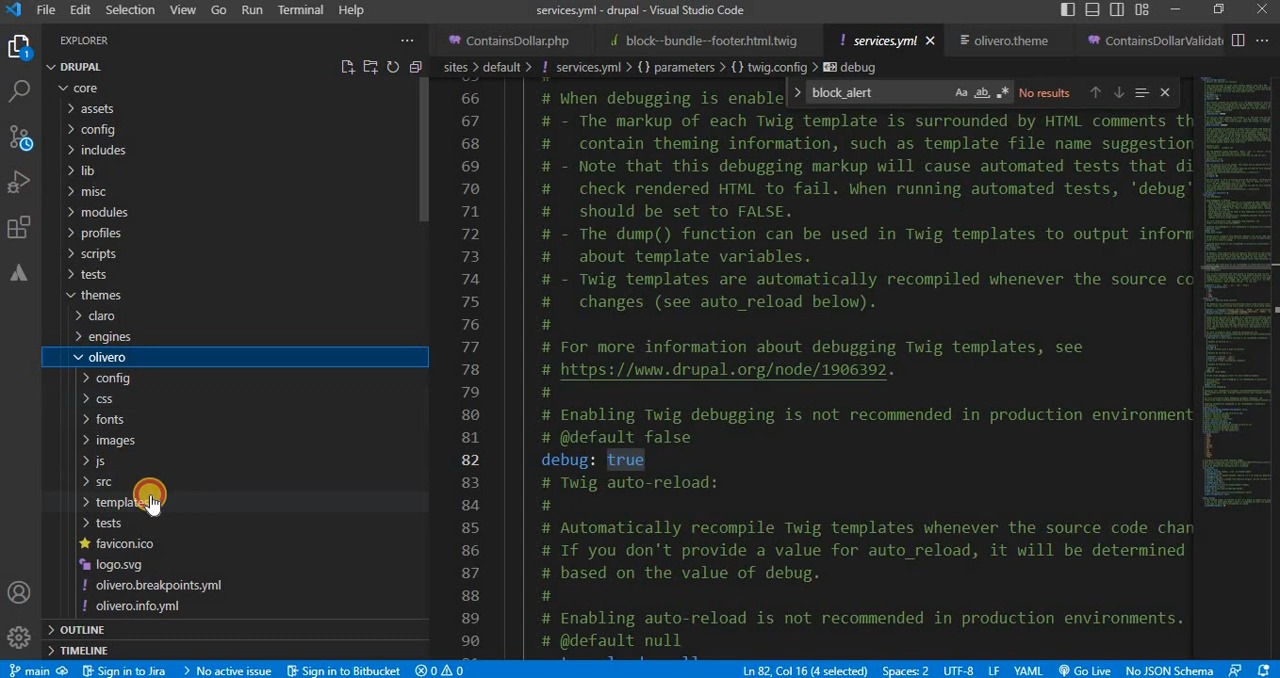 File Edit Selection View Go Run Terminal Help
services.yml - drupal - Visual Studio Code
EXPLORER
ContainsDollar.php
block--bundle--footer.html.twig
services.yml
olivero.theme
ContainsDollarValidat
DRUPAL
sites > default > ! services.yml > {} parameters > {} twig.config > debug
block_alert
Aa ab
No results
core
assets
config
includes
lib
misc
modules
profiles
scripts
tests
themes
claro
engines
olivero
config
css
fonts
images
js
src
templates
tests
favicon.ico
logo.svg
olivero.breakpoints.yml
olivero.info.yml
OUTLINE
TIMELINE
66 # When debugging is enable
67 # - The markup of each Twig template is surrounded by HTML comments th
68 # contain theming information, such as template file name suggestion
69 # - Note that this debugging markup will cause automated tests that di
70 # check rendered HTML to fail. When running automated tests, 'debug'
71 # should be set to FALSE.
72 # - The dump() function can be used in Twig templates to output inform
73 # about template variables.
74 # - Twig templates are automatically recompiled whenever the source co
75 # changes (see auto_reload below).
76 #
77 # For more information about debugging Twig templates, see
78 # https://www.drupal.org/node/1906392.
79 #
80 # Enabling Twig debugging is not recommended in production environment
81 # @default false
82 debug: true
83 # Twig auto-reload:
84 #
85 # Automatically recompile Twig templates whenever the source code chan
86 # If you don't provide a value for auto_reload, it will be determined
87 # based on the value of debug.
88 #
89 # Enabling auto-reload is not recommended in production environments.
90 # @default null
main
Sign in to Jira
No active issue
Sign in to Bitbucket
0 0
Ln 82, Col 16 (4 selected)
Spaces: 2
UTF-8
LF
YAML
Go Live
No JSON Schema